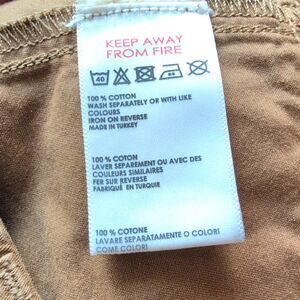 KEEP AWAY
FROM FIRE
40
100 % COTTON
WASH SEPARATELY OR WITH LIKE
COLOURS
IRON ON REVERSE
MADE IN TURKEY
100 % COTON
LAVER SEPAREMENT OU AVEC DES
COULEURS SIMILAIRES
FER SUR REVERSE
FABRIQUÉ EN TURQUIE
100 % COTONE
LAVARE SEPARATAMENTE O COLORI
COME COLORI